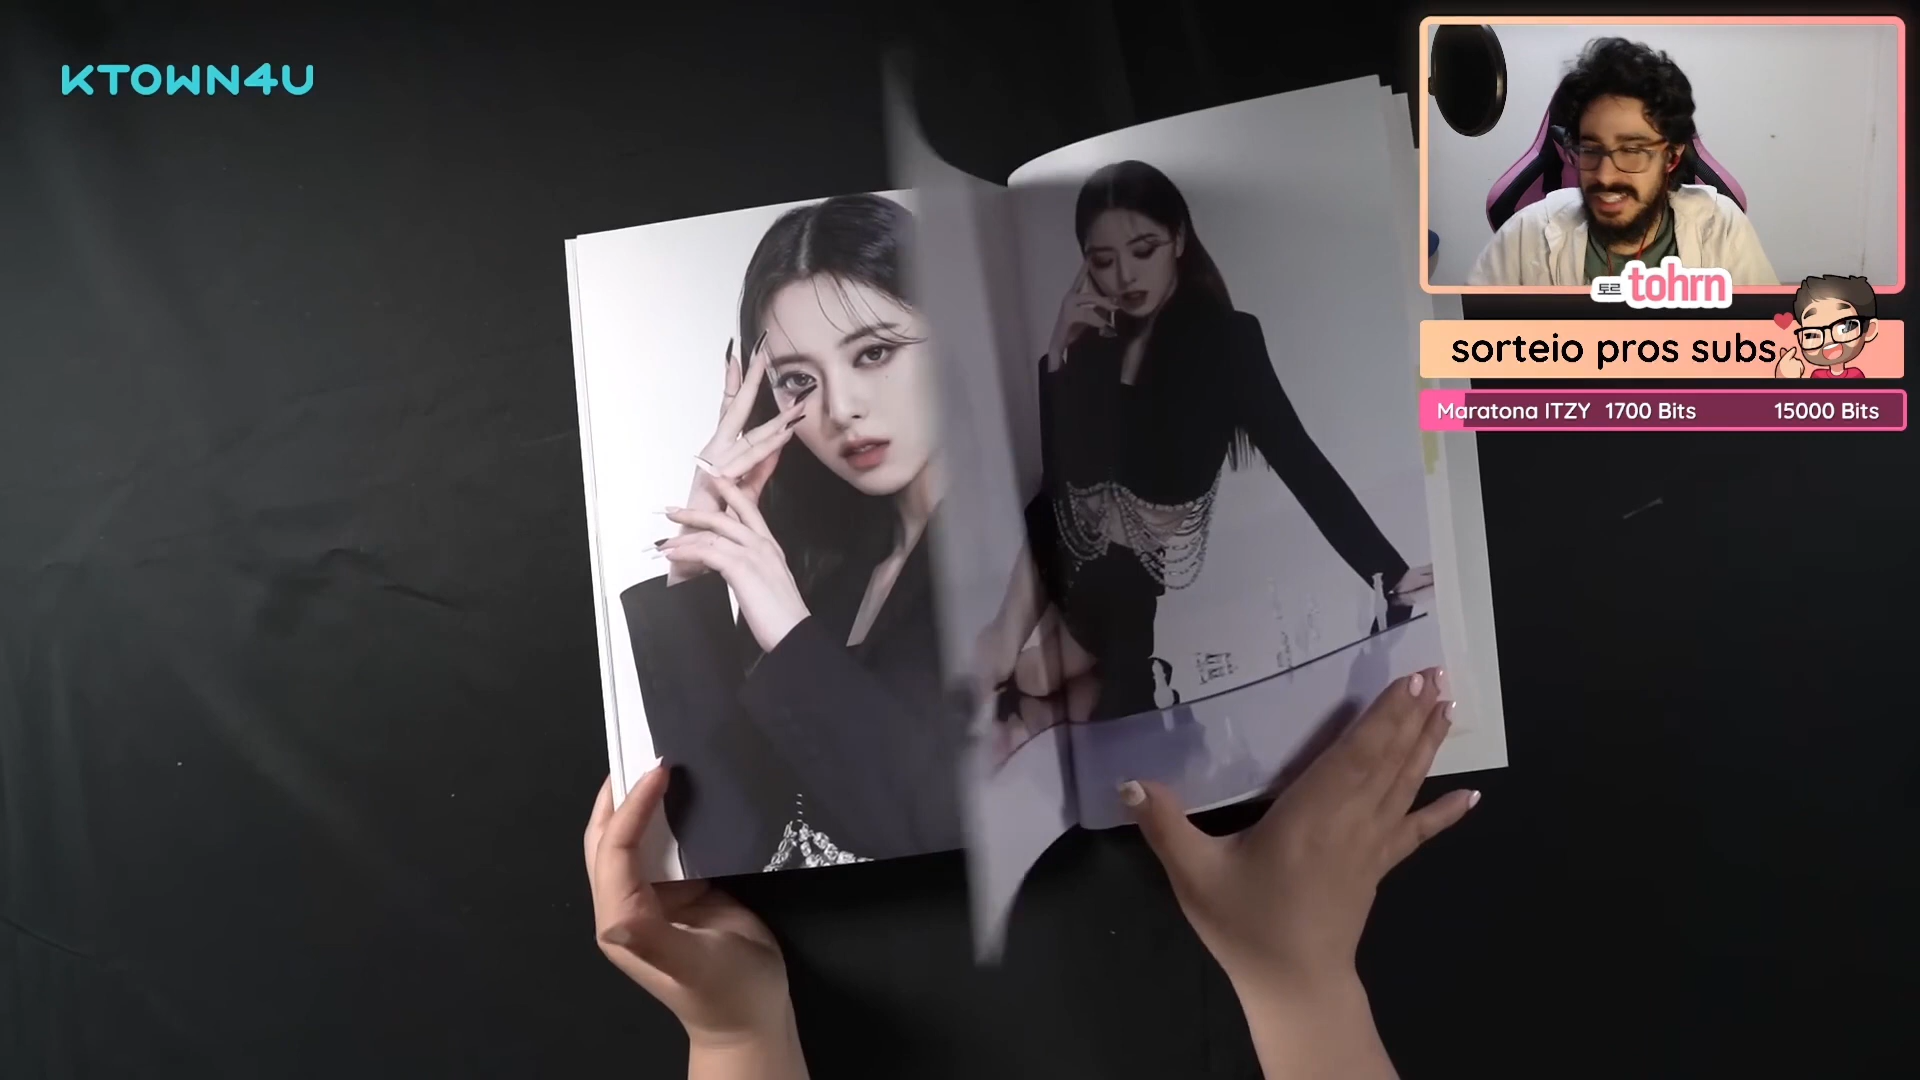 KTOWN4U
토르 tohrn
sorteio pros subs
Maratona ITZY 1700 Bits 15000 Bits